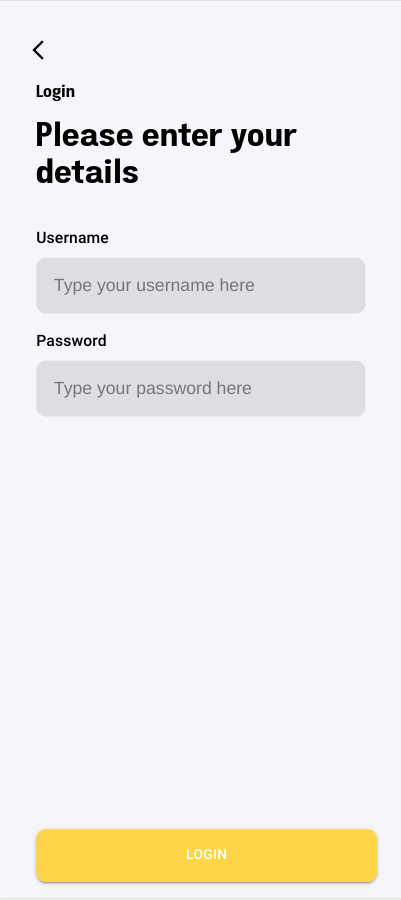 Login
Please enter your
details
Username
Type your username here
Password
Type your password here
LOGIN